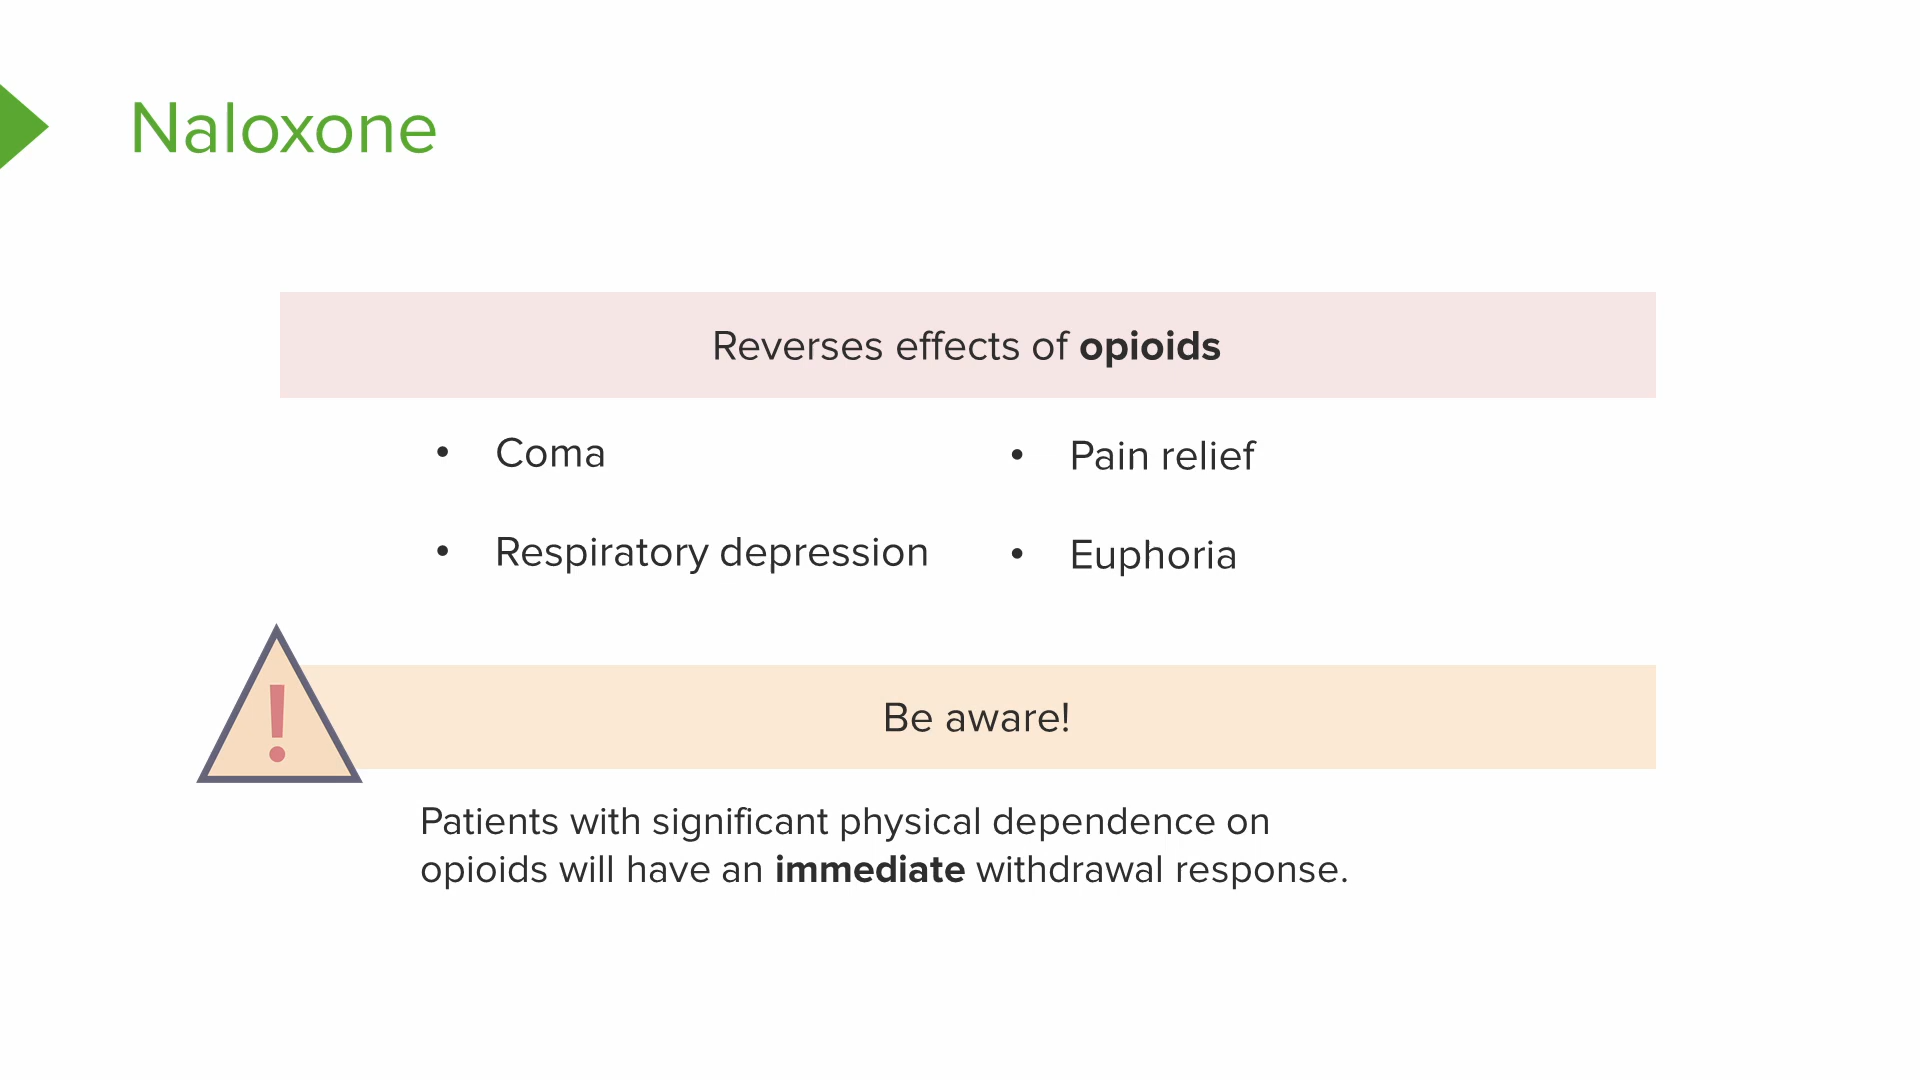 Naloxone
Reverses effects of opioids
• Coma
• Pain relief
• Respiratory depression
• Euphoria
!
Be aware!
Patients with significant physical dependence on
opioids will have an immediate withdrawal response.